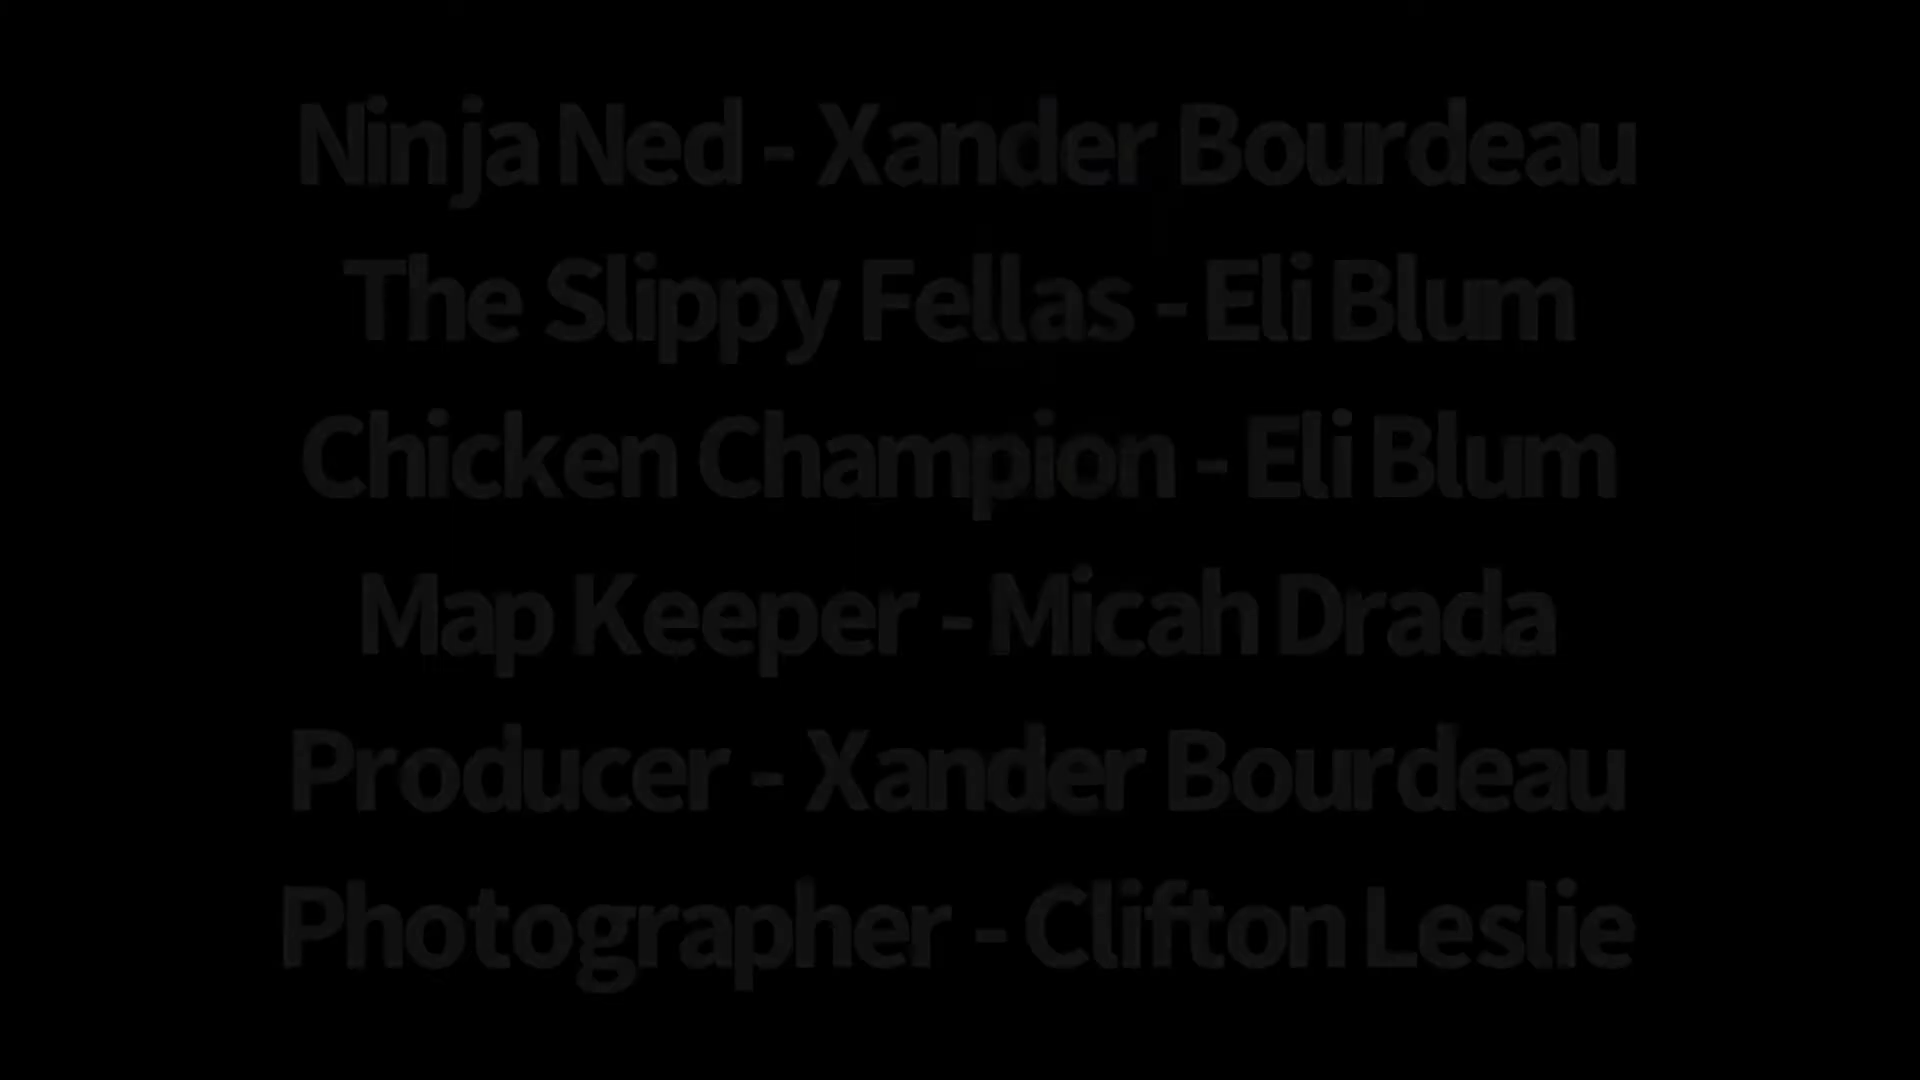 Ninja Ned - Xander Bourdeau
The Slippy Fellas - Eli Blum
Chicken Champion - Eli Blum
Map Keeper - Micah Drada
Producer - Xander Bourdeau
Photographer - Clifton Leslie